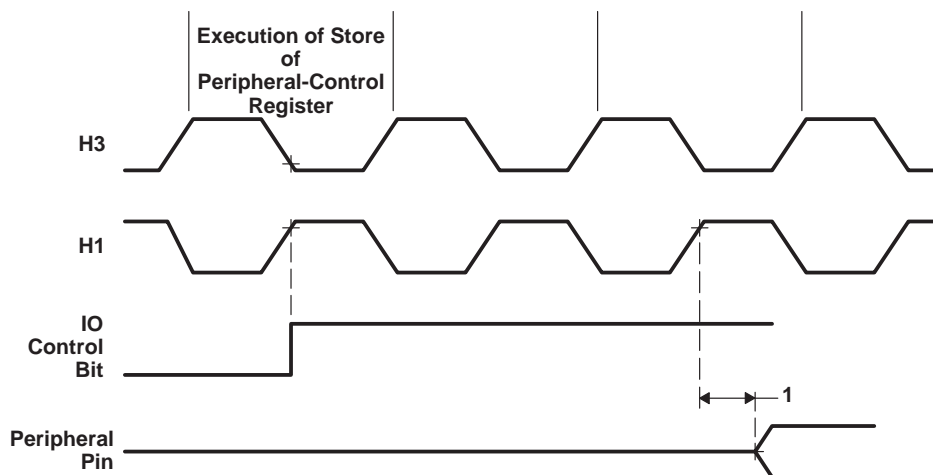 Execution of Store
of
Peripheral-Control
Register
H3
H1
IO
Control
Bit
1
Peripheral
Pin